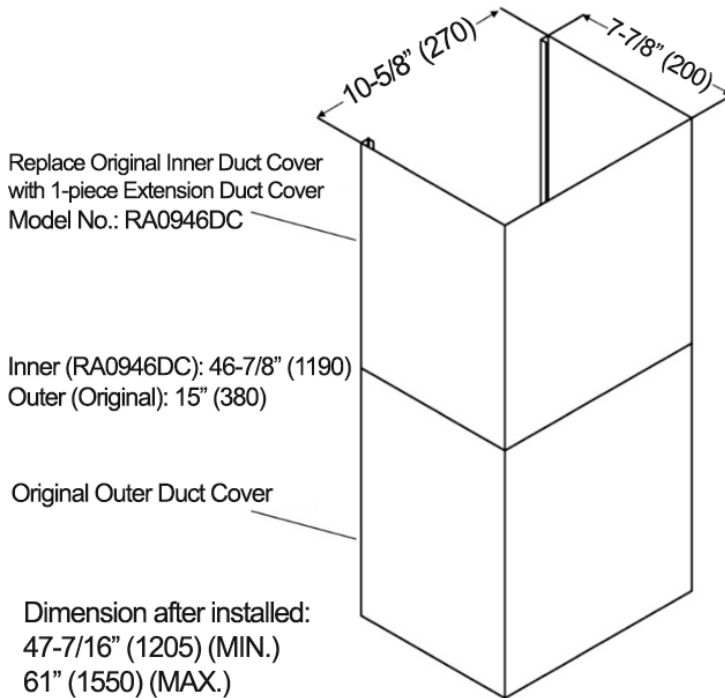 10-5/8” (270)
7-7/8” (200)
Replace Original Inner Duct Cover
with 1-piece Extension Duct Cover
Model No.: RA0946DC
Inner (RA0946DC): 46-7/8” (1190)
Outer (Original): 15” (380)
Original Outer Duct Cover
Dimension after installed:
47-7/16” (1205) (MIN.)
61” (1550) (MAX.)